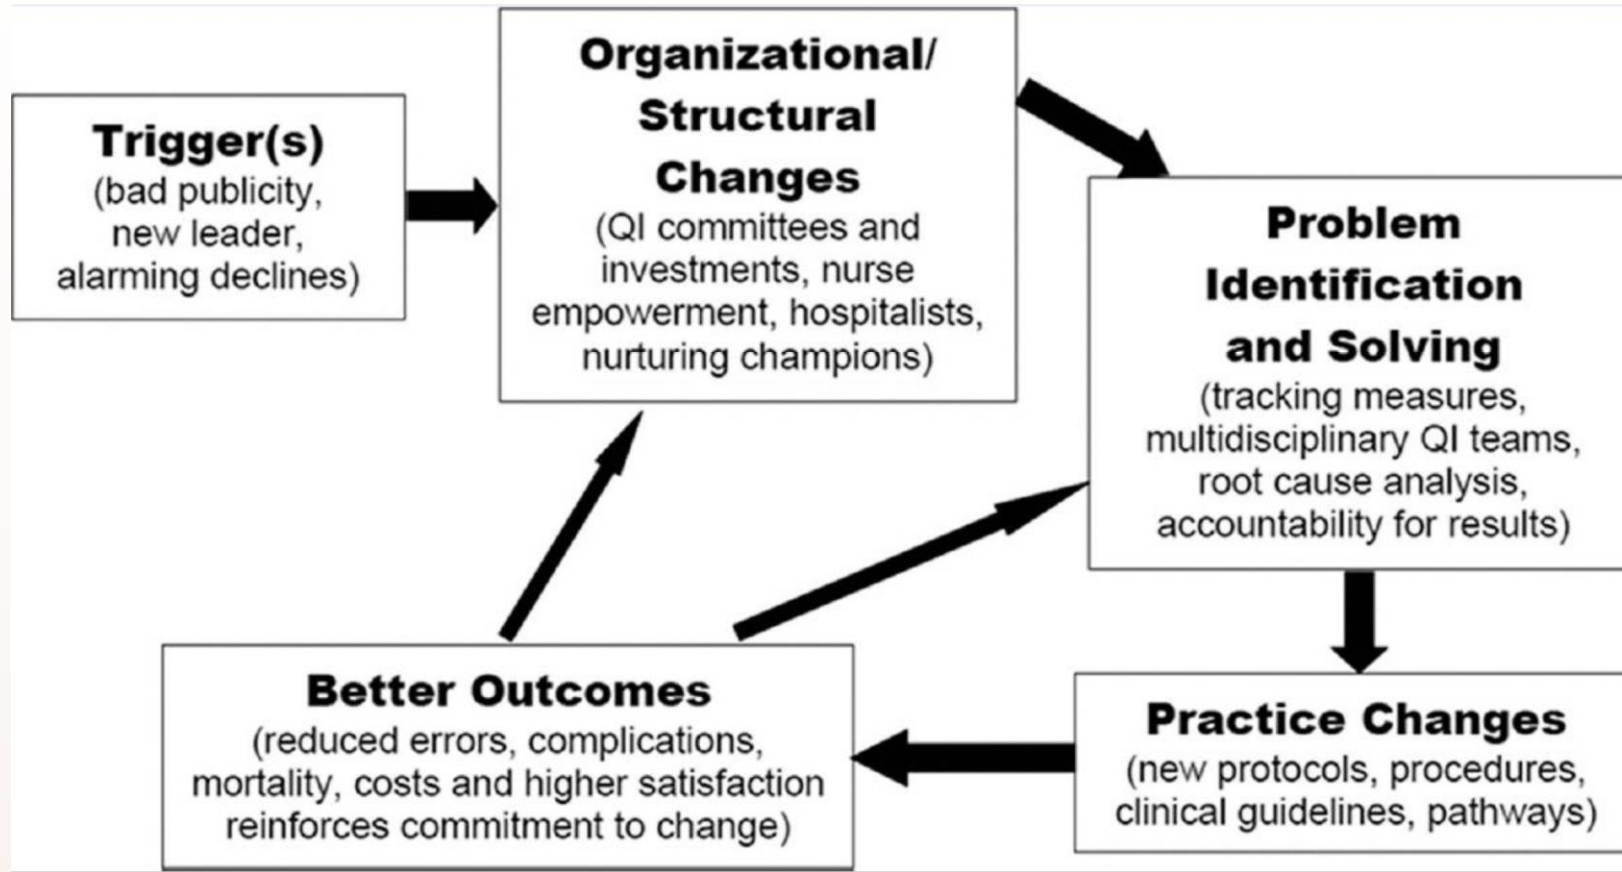 Trigger(s)
(bad publicity,
new leader,
alarming declines)
Organizational/
Structural
Changes
(QI committees and
investments, nurse
empowerment, hospitalists,
nurturing champions)
Problem
Identification
and Solving
(tracking measures,
multidisciplinary QI teams,
root cause analysis,
accountability for results)
Practice Changes
(new protocols, procedures,
clinical guidelines, pathways)
Better Outcomes
(reduced errors, complications,
mortality, costs and higher satisfaction
reinforces commitment to change)